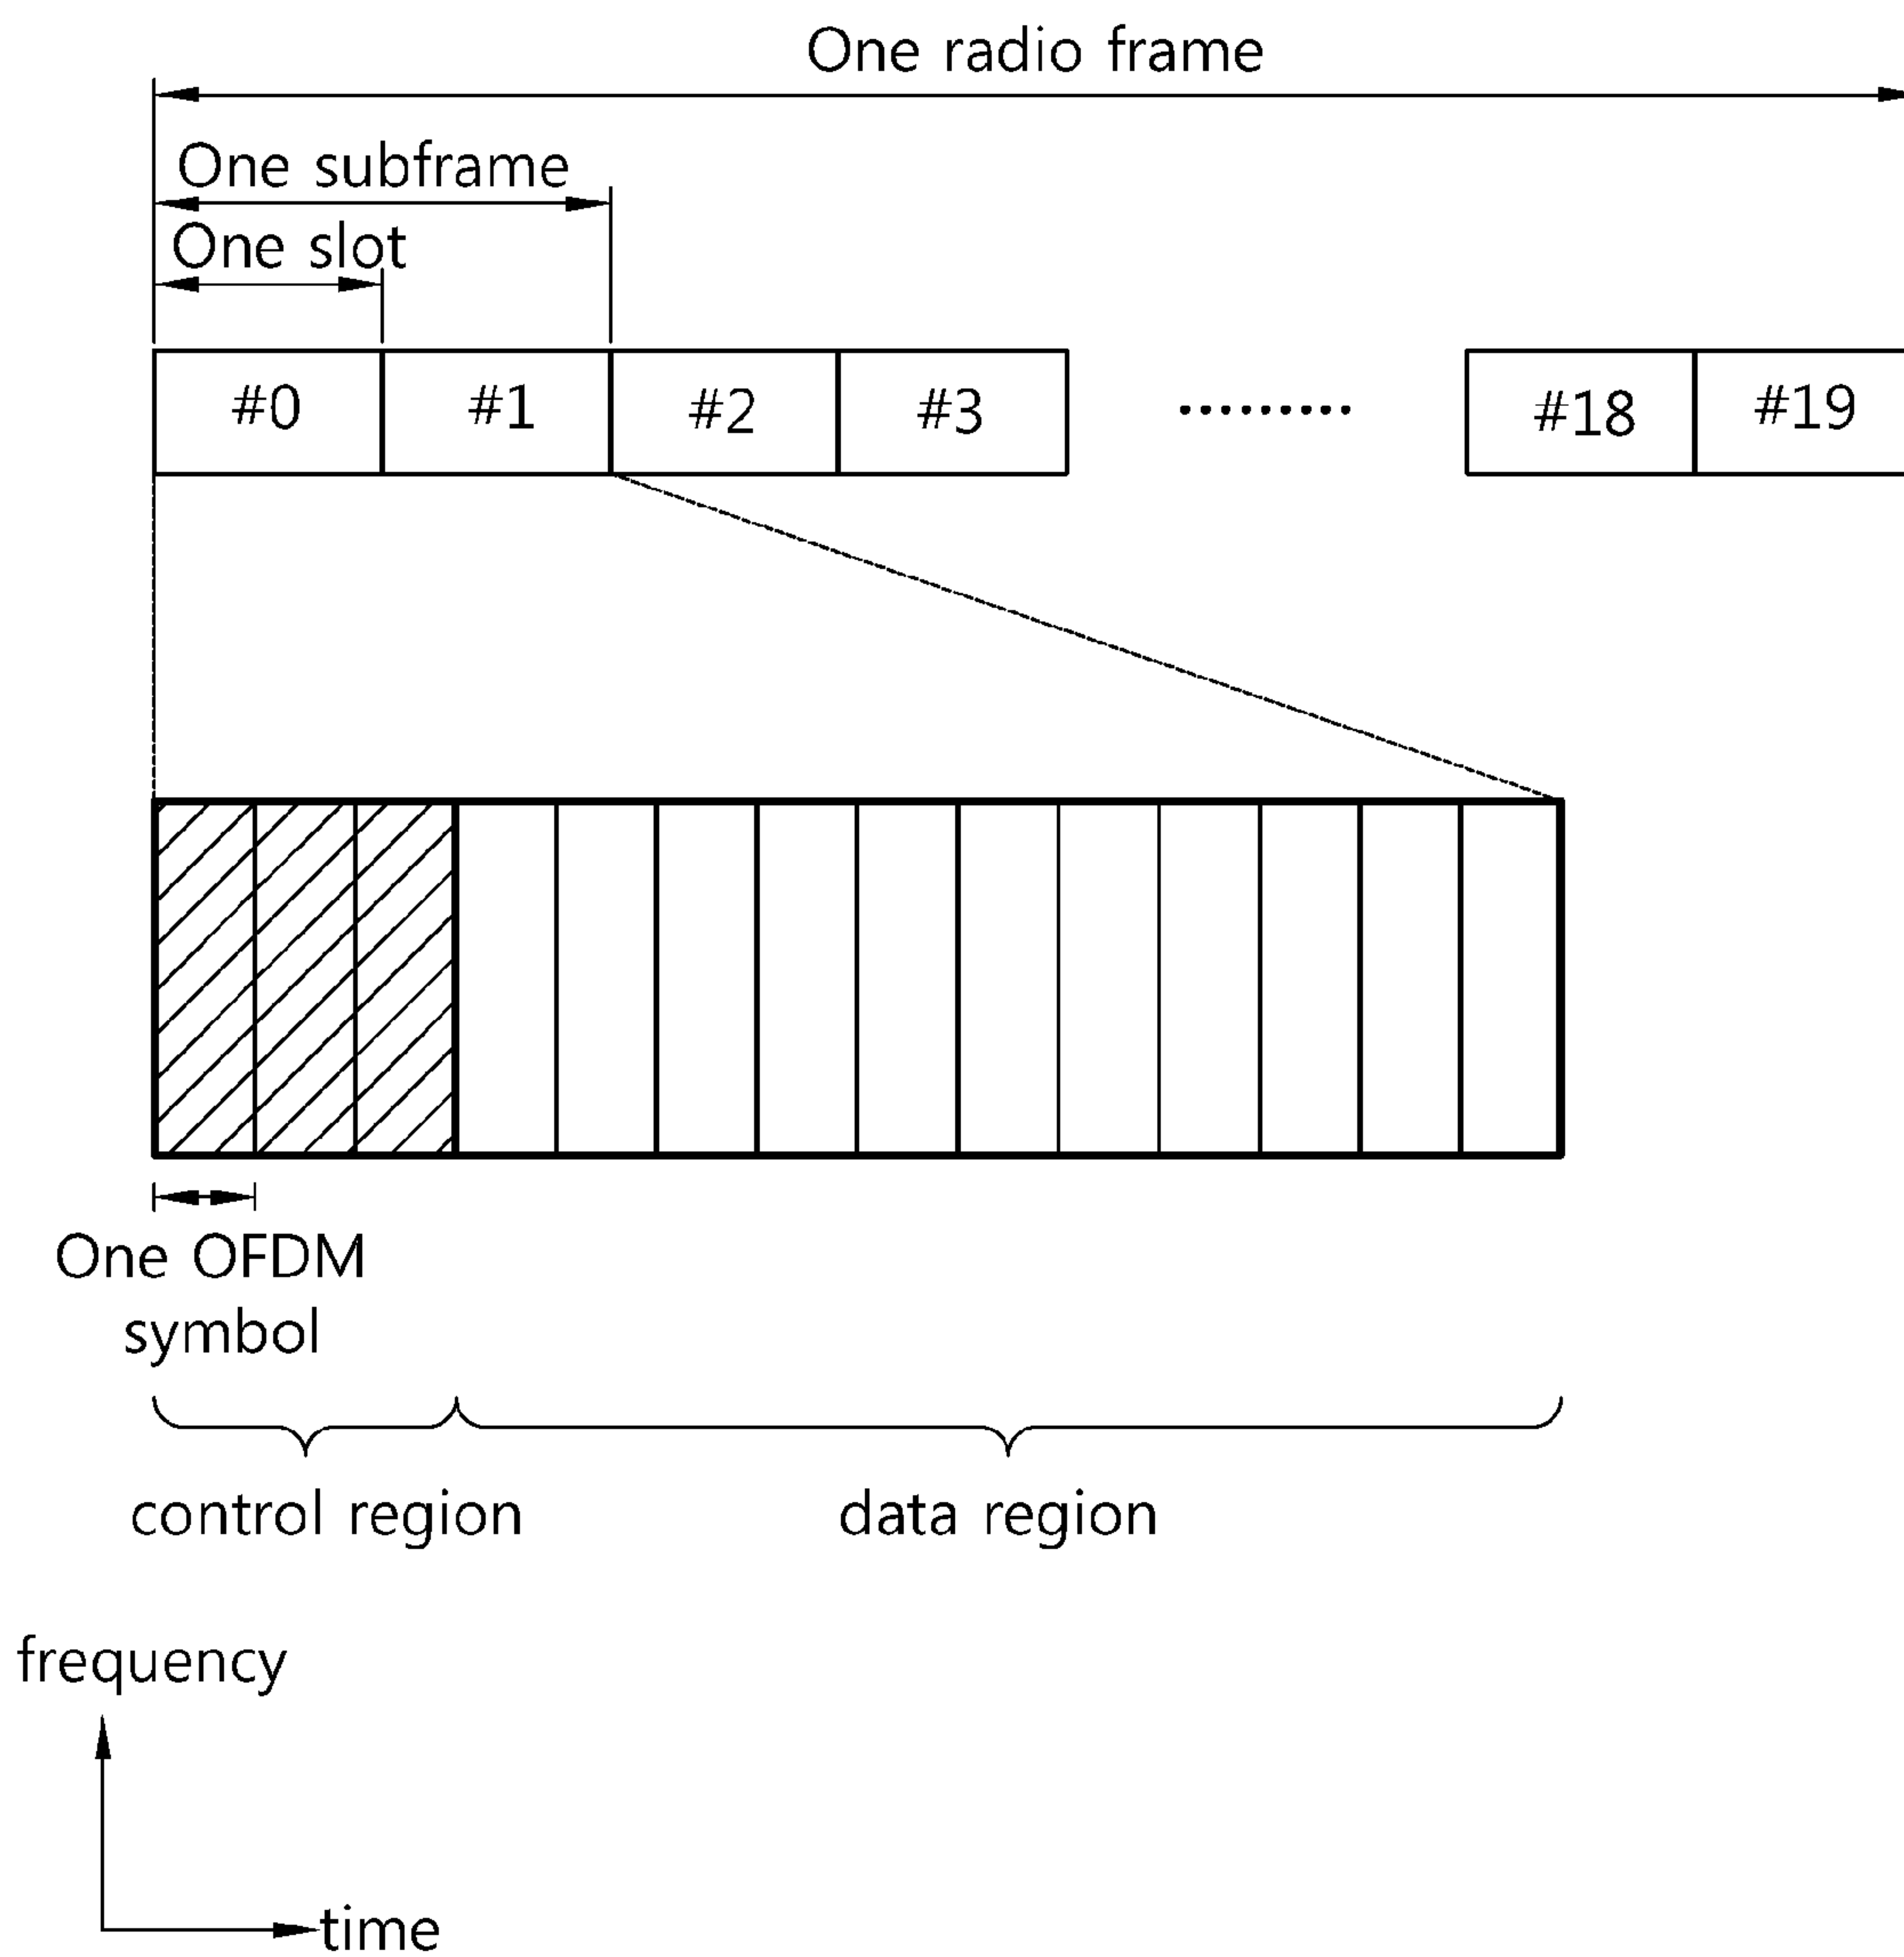 One radio frame
One subframe
One slot
#0 #1 #2 #3 ......... #18 #19
One OFDM
symbol
control region data region
frequency
time